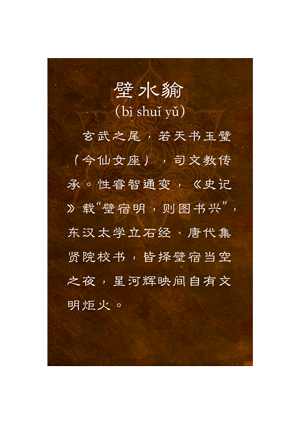 壁水貐
（bì shuǐ yǔ）
玄武之尾，若天书玉璧
（今仙女座），司文教传
承。性睿智通变，《史记
》载“壁宿明，则图书兴”，
东汉太学立石经、唐代集
贤院校书，皆择壁宿当空
之夜，星河辉映间自有文
明炬火。